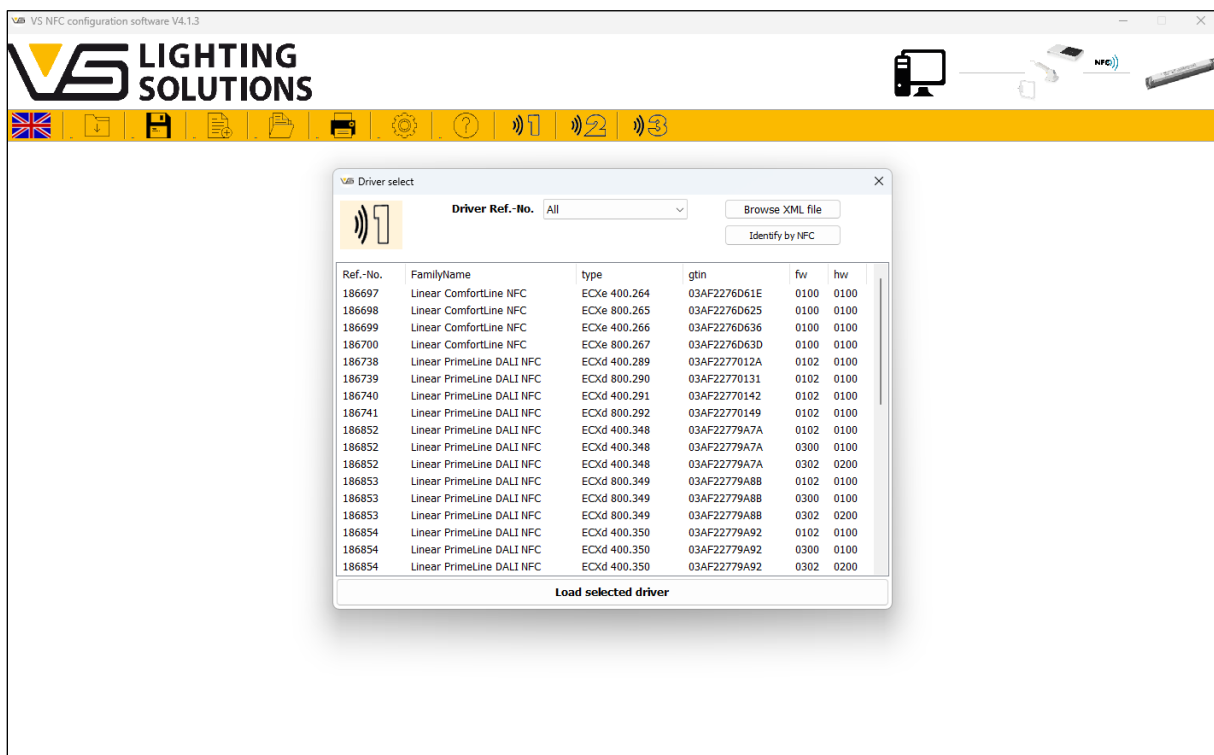 VS VS NFC configuration software V4.1.3
VS LIGHTING
SOLUTIONS
NFC
1 2 3
VS Driver select
1 Driver Ref.-No. All Browse XML file
Identify by NFC
Ref.-No. FamilyName type gtin fw hw
186697 Linear ComfortLine NFC ECXe 400.264 03AF2276D61E 0100 0100
186698 Linear ComfortLine NFC ECXe 800.265 03AF2276D625 0100 0100
186699 Linear ComfortLine NFC ECXe 400.266 03AF2276D636 0100 0100
186700 Linear ComfortLine NFC ECXe 800.267 03AF2276D63D 0100 0100
186738 Linear PrimeLine DALI NFC ECXd 400.289 03AF2277012A 0102 0100
186739 Linear PrimeLine DALI NFC ECXd 800.290 03AF22770131 0102 0100
186740 Linear PrimeLine DALI NFC ECXd 400.291 03AF22770142 0102 0100
186741 Linear PrimeLine DALI NFC ECXd 800.292 03AF22770149 0102 0100
186852 Linear PrimeLine DALI NFC ECXd 400.348 03AF22779A7A 0102 0100
186852 Linear PrimeLine DALI NFC ECXd 400.348 03AF22779A7A 0300 0100
186852 Linear PrimeLine DALI NFC ECXd 400.348 03AF22779A7A 0302 0200
186853 Linear PrimeLine DALI NFC ECXd 800.349 03AF22779A8B 0102 0100
186853 Linear PrimeLine DALI NFC ECXd 800.349 03AF22779A8B 0300 0100
186853 Linear PrimeLine DALI NFC ECXd 800.349 03AF22779A8B 0302 0200
186854 Linear PrimeLine DALI NFC ECXd 400.350 03AF22779A92 0102 0100
186854 Linear PrimeLine DALI NFC ECXd 400.350 03AF22779A92 0300 0100
186854 Linear PrimeLine DALI NFC ECXd 400.350 03AF22779A92 0302 0200
Load selected driver